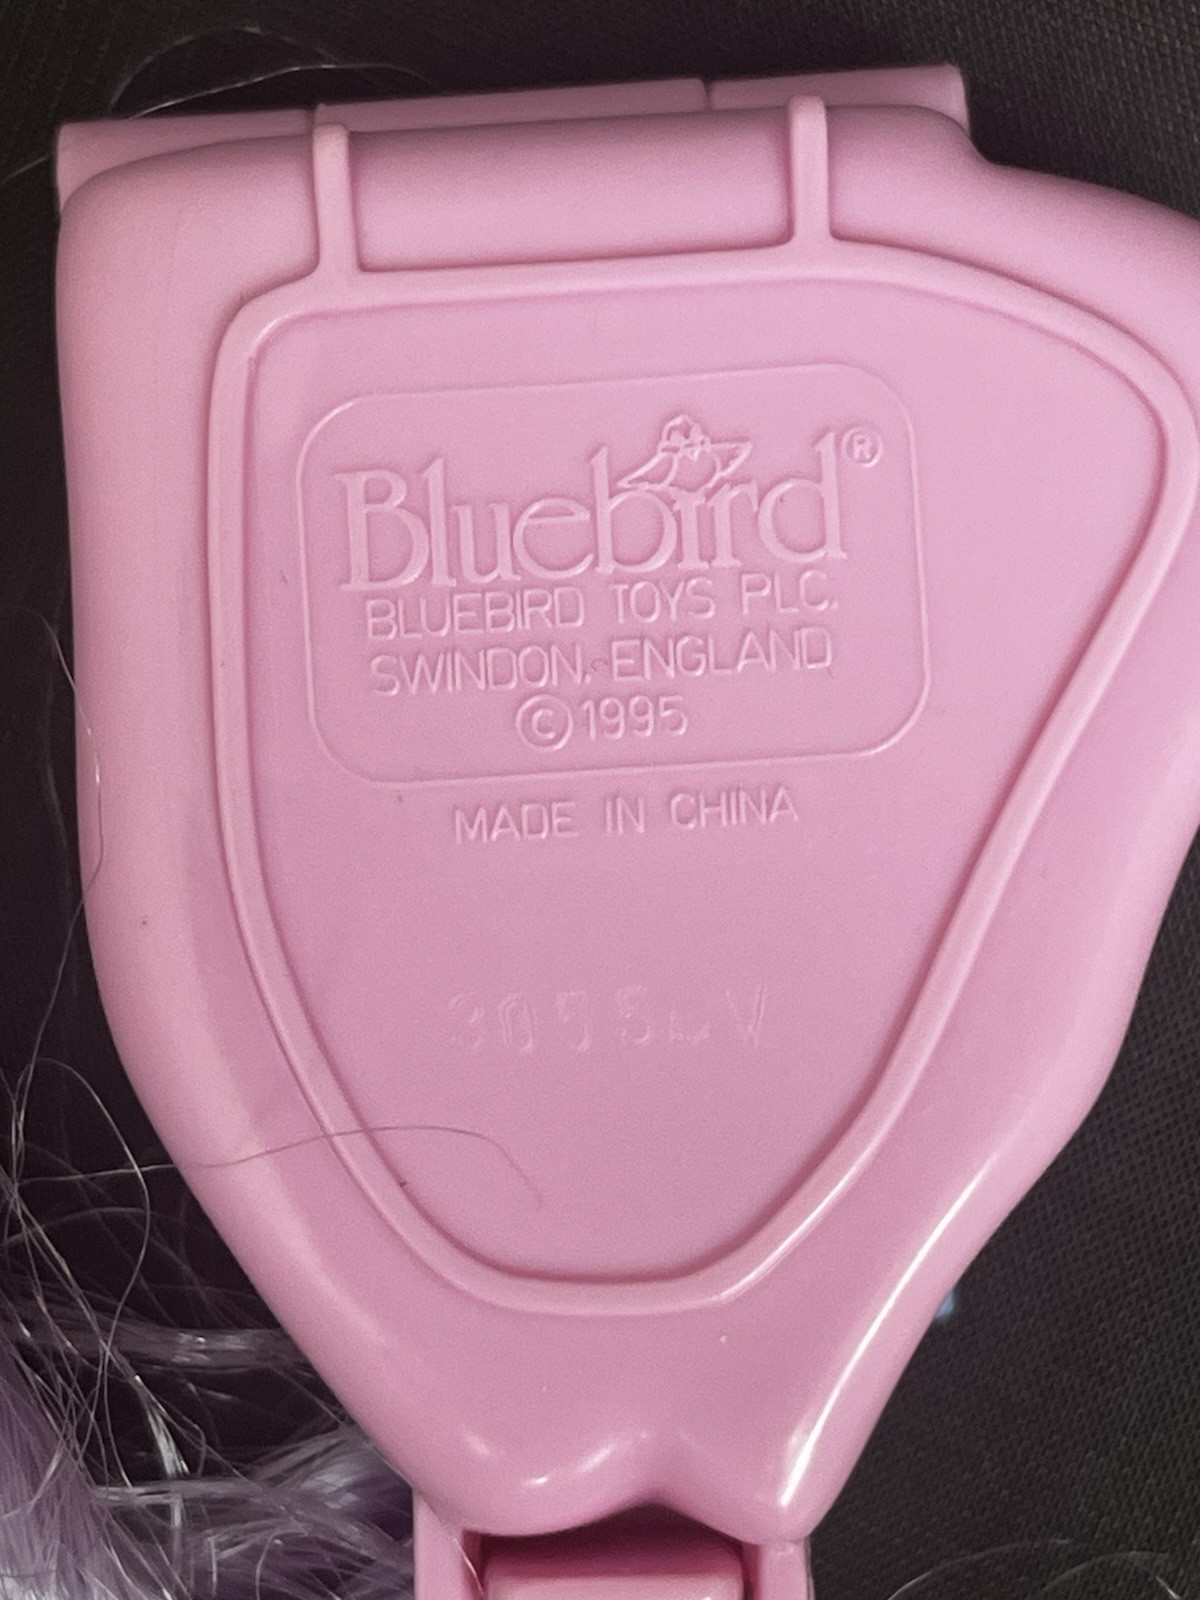 Bluebird®
BLUEBIRD TOYS PLC.
SWINDON. ENGLAND
©1995
MADE IN CHINA